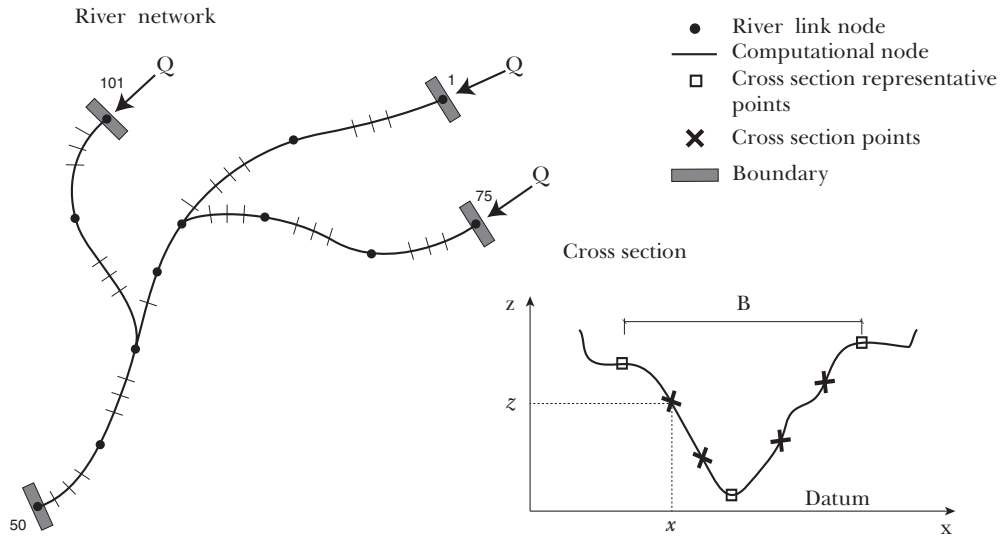 River network
101
Q
1
Q
75
Q
50
River link node
Computational node
Cross section representative
points
Cross section points
Boundary
Cross section
z
B
z
Datum
x
x